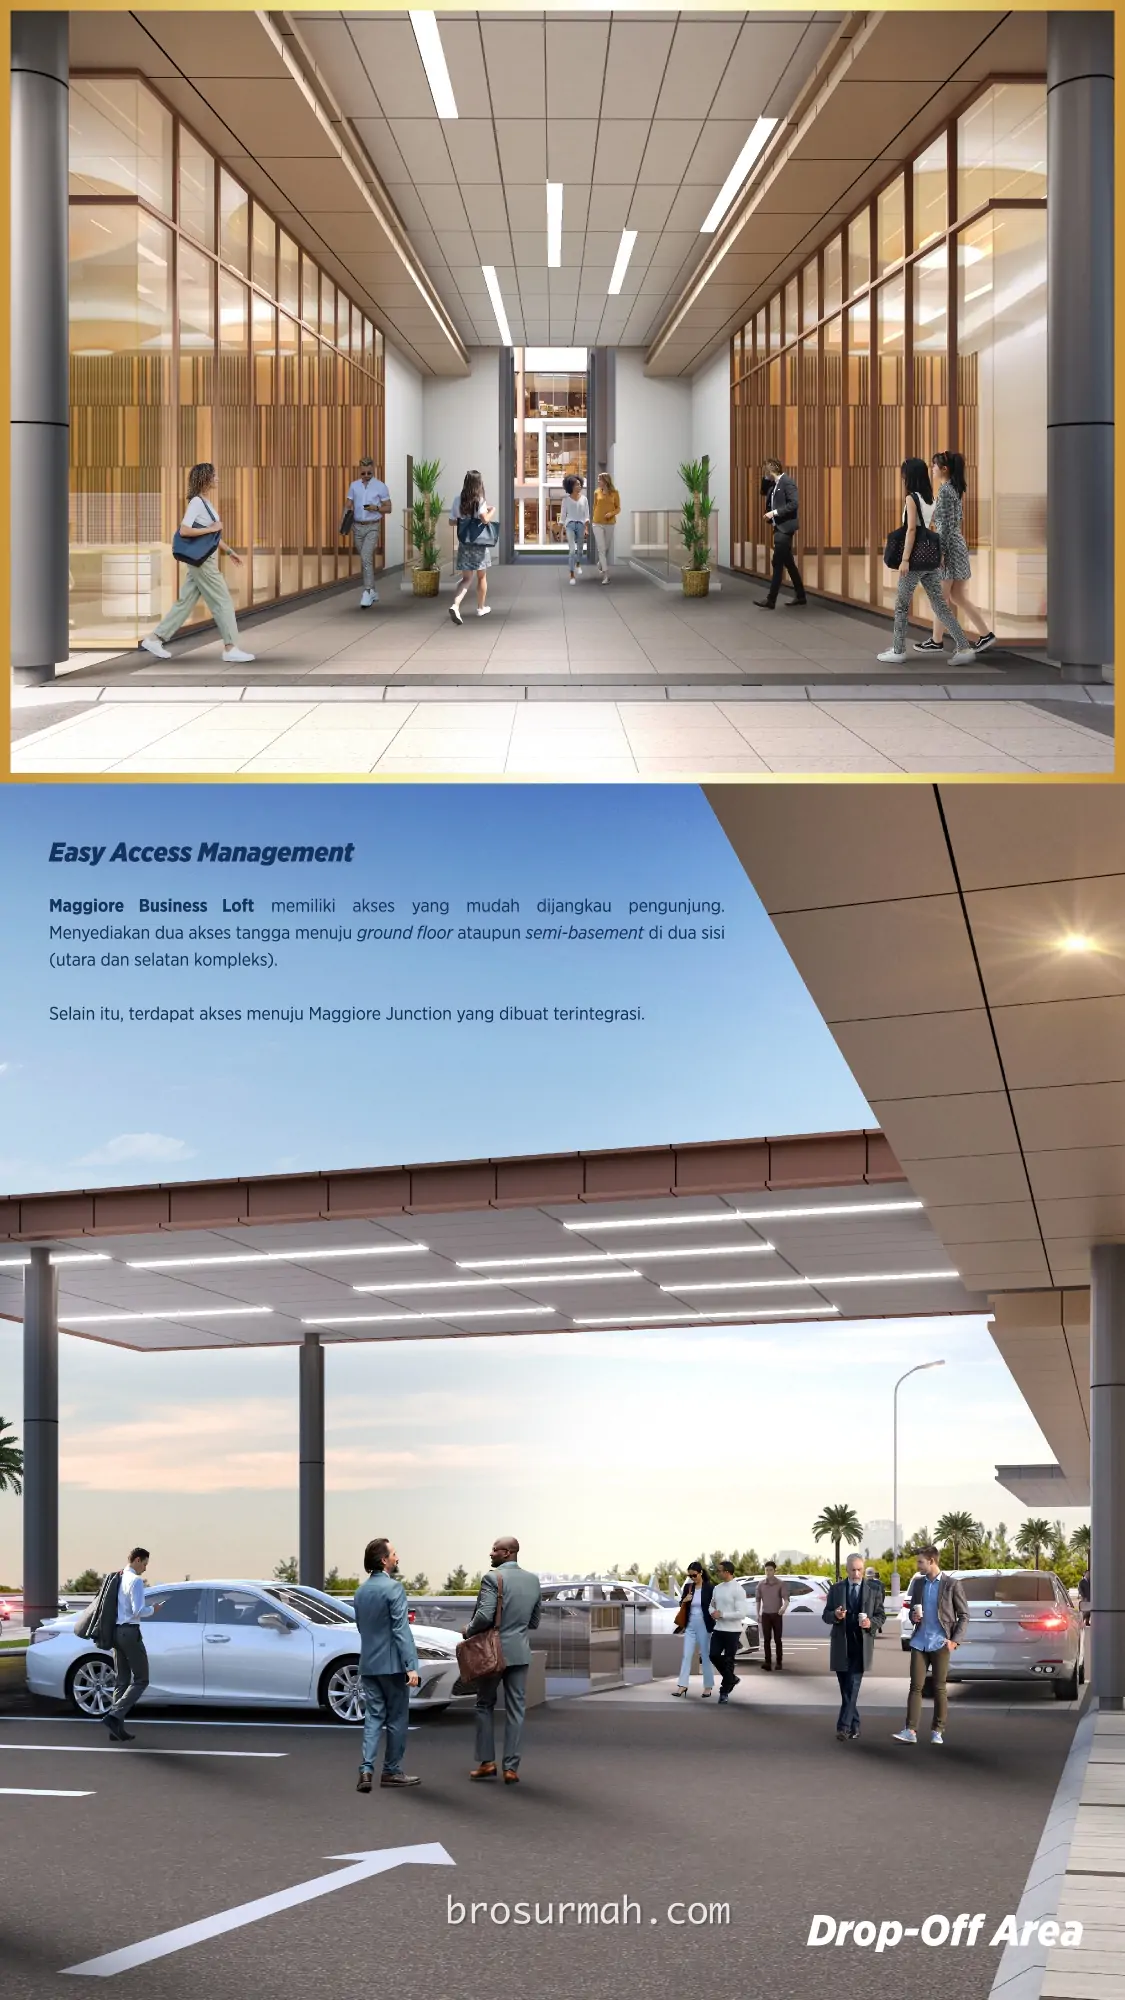 Easy Access Management
Maggiore Business Loft memiliki akses yang mudah dijangkau pengunjung.
Menyediakan dua akses tangga menuju ground floor ataupun semi-basement di dua sisi
(utara dan selatan kompleks).
Selain itu, terdapat akses menuju Maggiore Junction yang dibuat terintegrasi.
brosurmah.com
Drop-Off Area